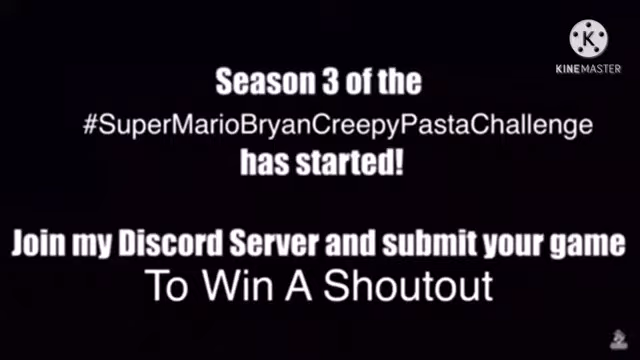 KINEMASTER
Season 3 of the
#SuperMarioBryanCreepyPastaChallenge
has started!
Join my Discord Server and submit your game
To Win A Shoutout